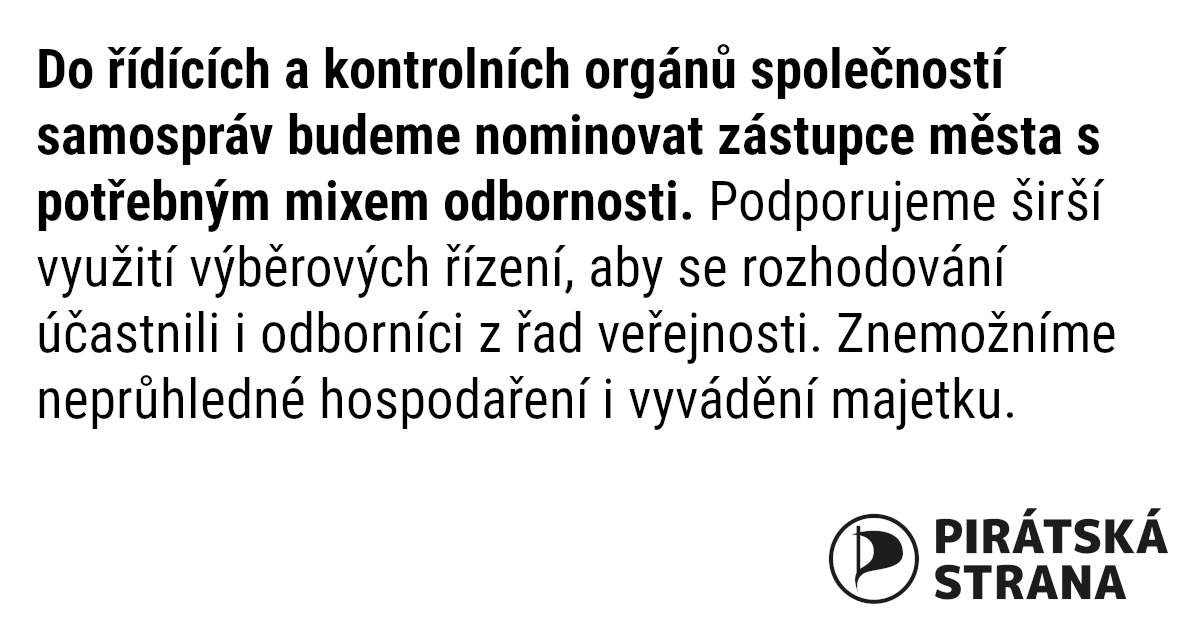 Do řídících a kontrolních orgánů společností
samospráv budeme nominovat zástupce města s
potřebným mixem odbornosti. Podporujeme širší
využití výběrových řízení, aby se rozhodování
účastnili i odborníci z řad veřejnosti. Znemožníme
neprůhledné hospodaření i vyvádění majetku.
PIRÁTSKÁ
STRANA